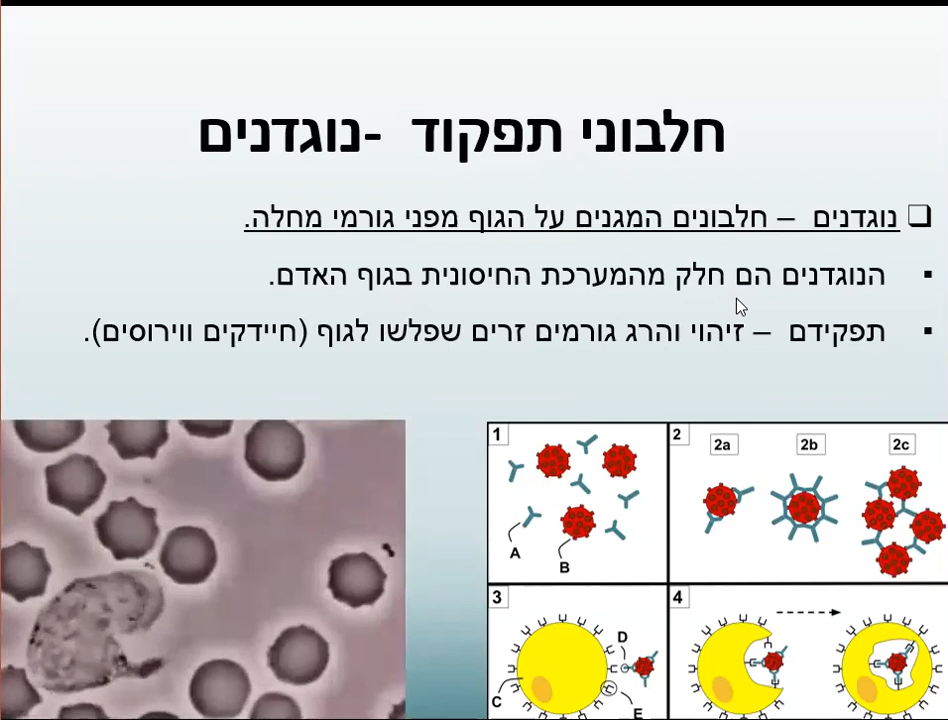 חלבוני תפקוד -נוגדנים
❑ נוגדנים – חלבונים המגנים על הגוף מפני גורמי מחלה.
▪ הנוגדנים הם חלק מהמערכת החיסונית בגוף האדם.
▪ תפקידם – זיהוי והרג גורמים זרים שפלשו לגוף (חיידקים ווירוסים).
1
A
B
2
2a
2b
2c
3
D
C
E
4